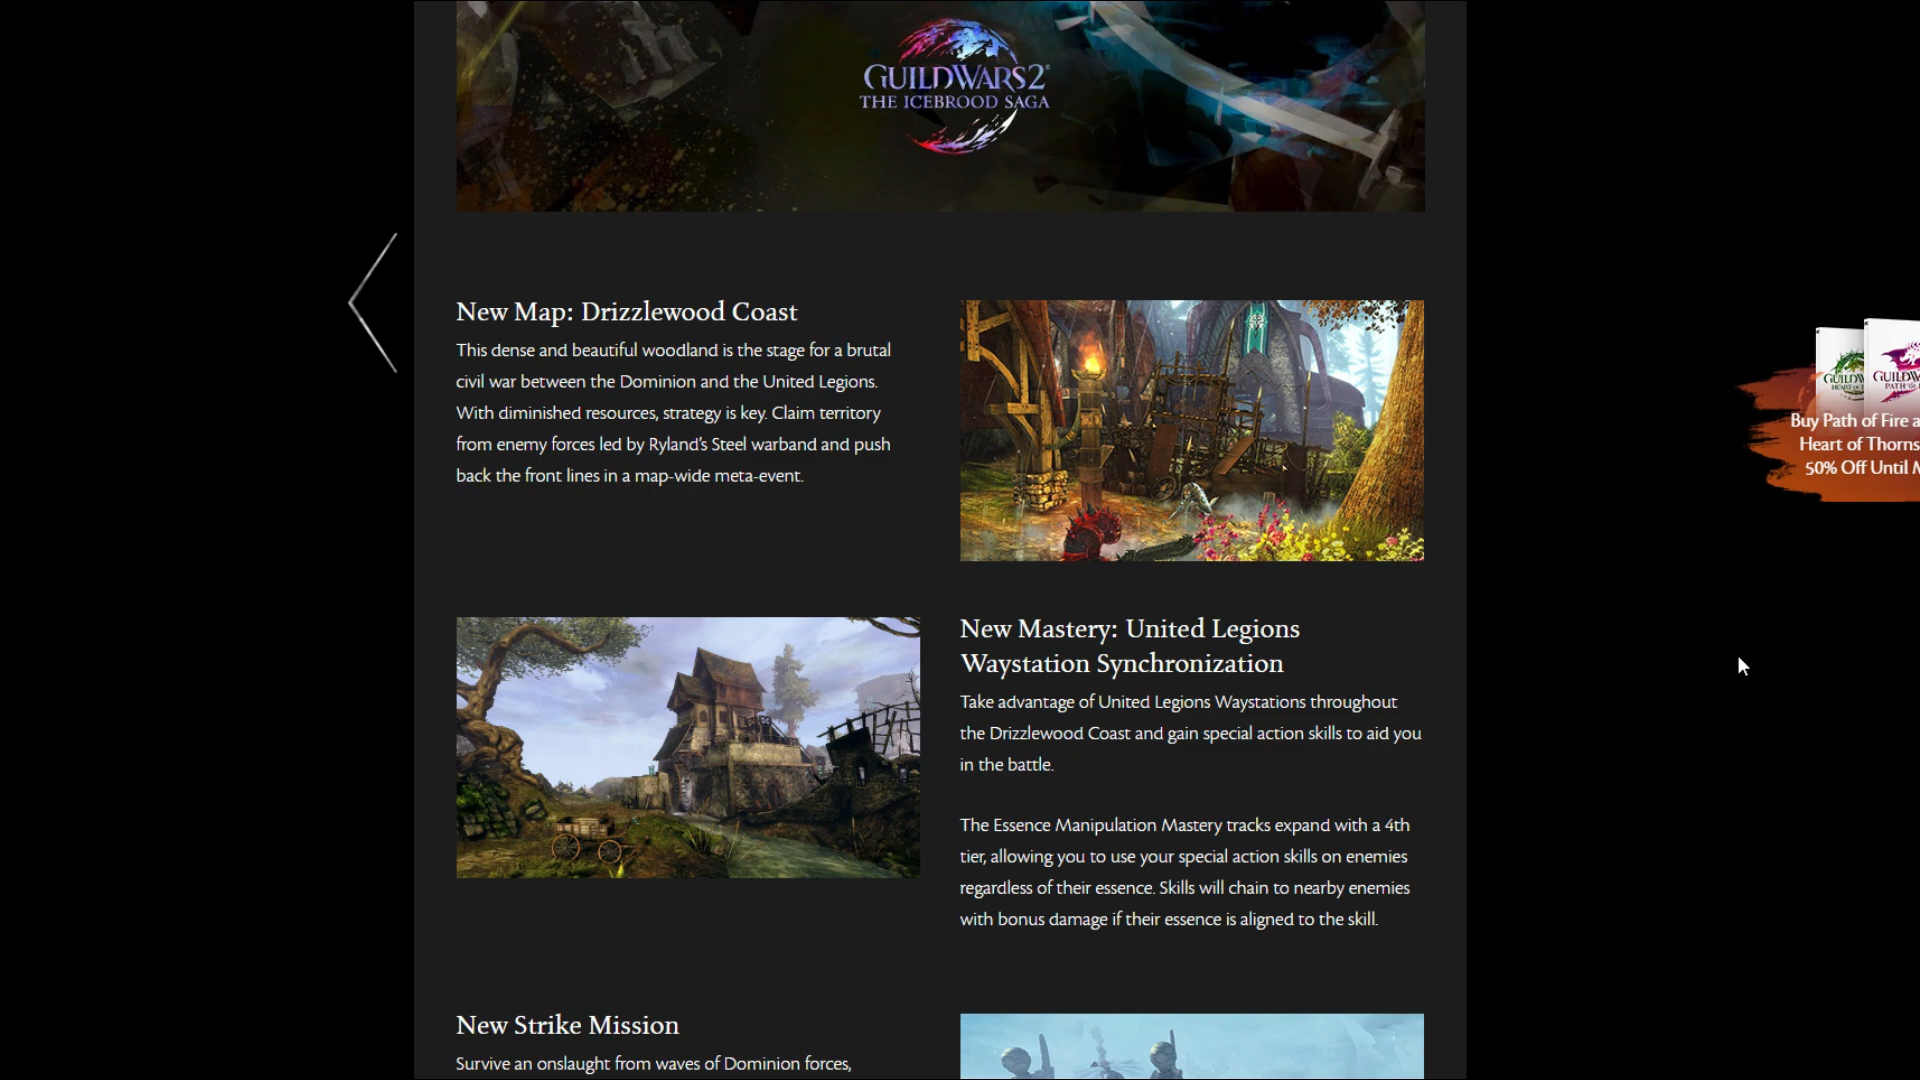 GUILD WARS 2
THE ICEBROOD SAGA
New Map: Drizzlewood Coast
This dense and beautiful woodland is the stage for a brutal
civil war between the Dominion and the United Legions.
With diminished resources, strategy is key. Claim territory
from enemy forces led by Ryland's Steel warband and push
back the front lines in a map-wide meta-event.
New Mastery: United Legions
Waystation Synchronization
Take advantage of United Legions Waystations throughout
the Drizzlewood Coast and gain special action skills to aid you
in the battle.
The Essence Manipulation Mastery tracks expand with a 4th
tier, allowing you to use your special action skills on enemies
regardless of their essence. Skills will chain to nearby enemies
with bonus damage if their essence is aligned to the skill.
New Strike Mission
Survive an onslaught from waves of Dominion forces,
Buy Path of Fire a
Heart of Thorns
50% Off Until M